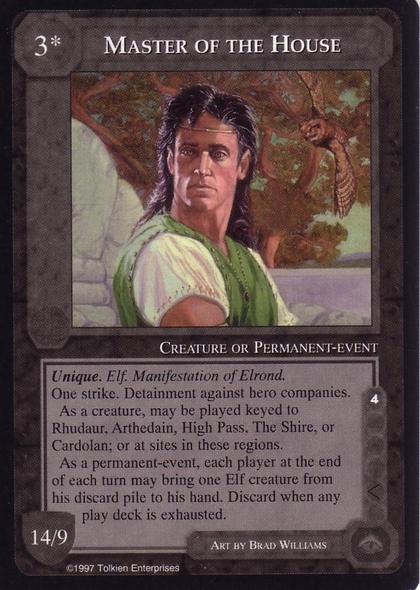 3*
MASTER OF THE HOUSE
CREATURE OR PERMANENT-EVENT
Unique. Elf. Manifestation of Elrond.
One strike. Detainment against hero companies.
As a creature, may be played keyed to
Rhudaur, Arthedain, High Pass, The Shire, or
Cardolan; or at sites in these regions.
As a permanent-event, each player at the end
of each turn may bring one Elf creature from
his discard pile to his hand. Discard when any
play deck is exhausted.
4
14/9
ART BY BRAD WILLIAMS
©1997 Tolkien Enterprises